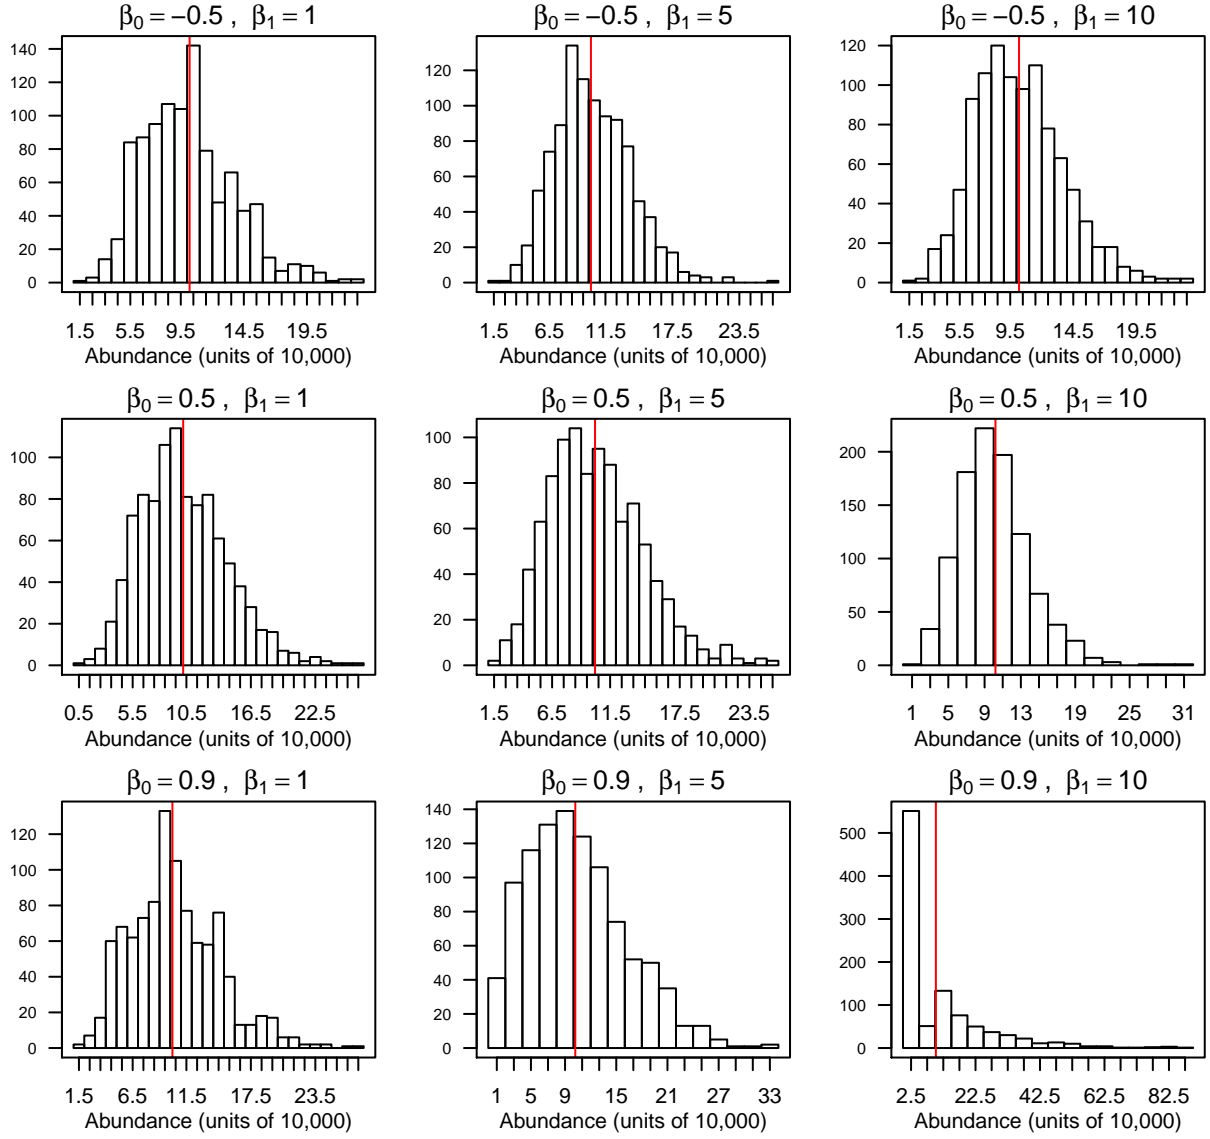 β₀ = −0.5 , β₁ = 1
140
120
100
80
60
40
20
0
1.5 5.5 9.5 14.5 19.5
Abundance (units of 10,000)
β₀ = −0.5 , β₁ = 5
120
100
80
60
40
20
0
1.5 6.5 11.5 17.5 23.5
Abundance (units of 10,000)
β₀ = −0.5 , β₁ = 10
120
100
80
60
40
20
0
1.5 5.5 9.5 14.5 19.5
Abundance (units of 10,000)
β₀ = 0.5 , β₁ = 1
100
80
60
40
20
0
0.5 5.5 10.5 16.5 22.5
Abundance (units of 10,000)
β₀ = 0.5 , β₁ = 5
100
80
60
40
20
0
1.5 6.5 11.5 17.5 23.5
Abundance (units of 10,000)
β₀ = 0.5 , β₁ = 10
200
150
100
50
0
1 5 9 13 19 25 31
Abundance (units of 10,000)
β₀ = 0.9 , β₁ = 1
120
100
80
60
40
20
0
1.5 6.5 11.5 17.5 23.5
Abundance (units of 10,000)
β₀ = 0.9 , β₁ = 5
140
120
100
80
60
40
20
0
1 5 9 15 21 27 33
Abundance (units of 10,000)
β₀ = 0.9 , β₁ = 10
500
400
300
200
100
0
2.5 22.5 42.5 62.5 82.5
Abundance (units of 10,000)